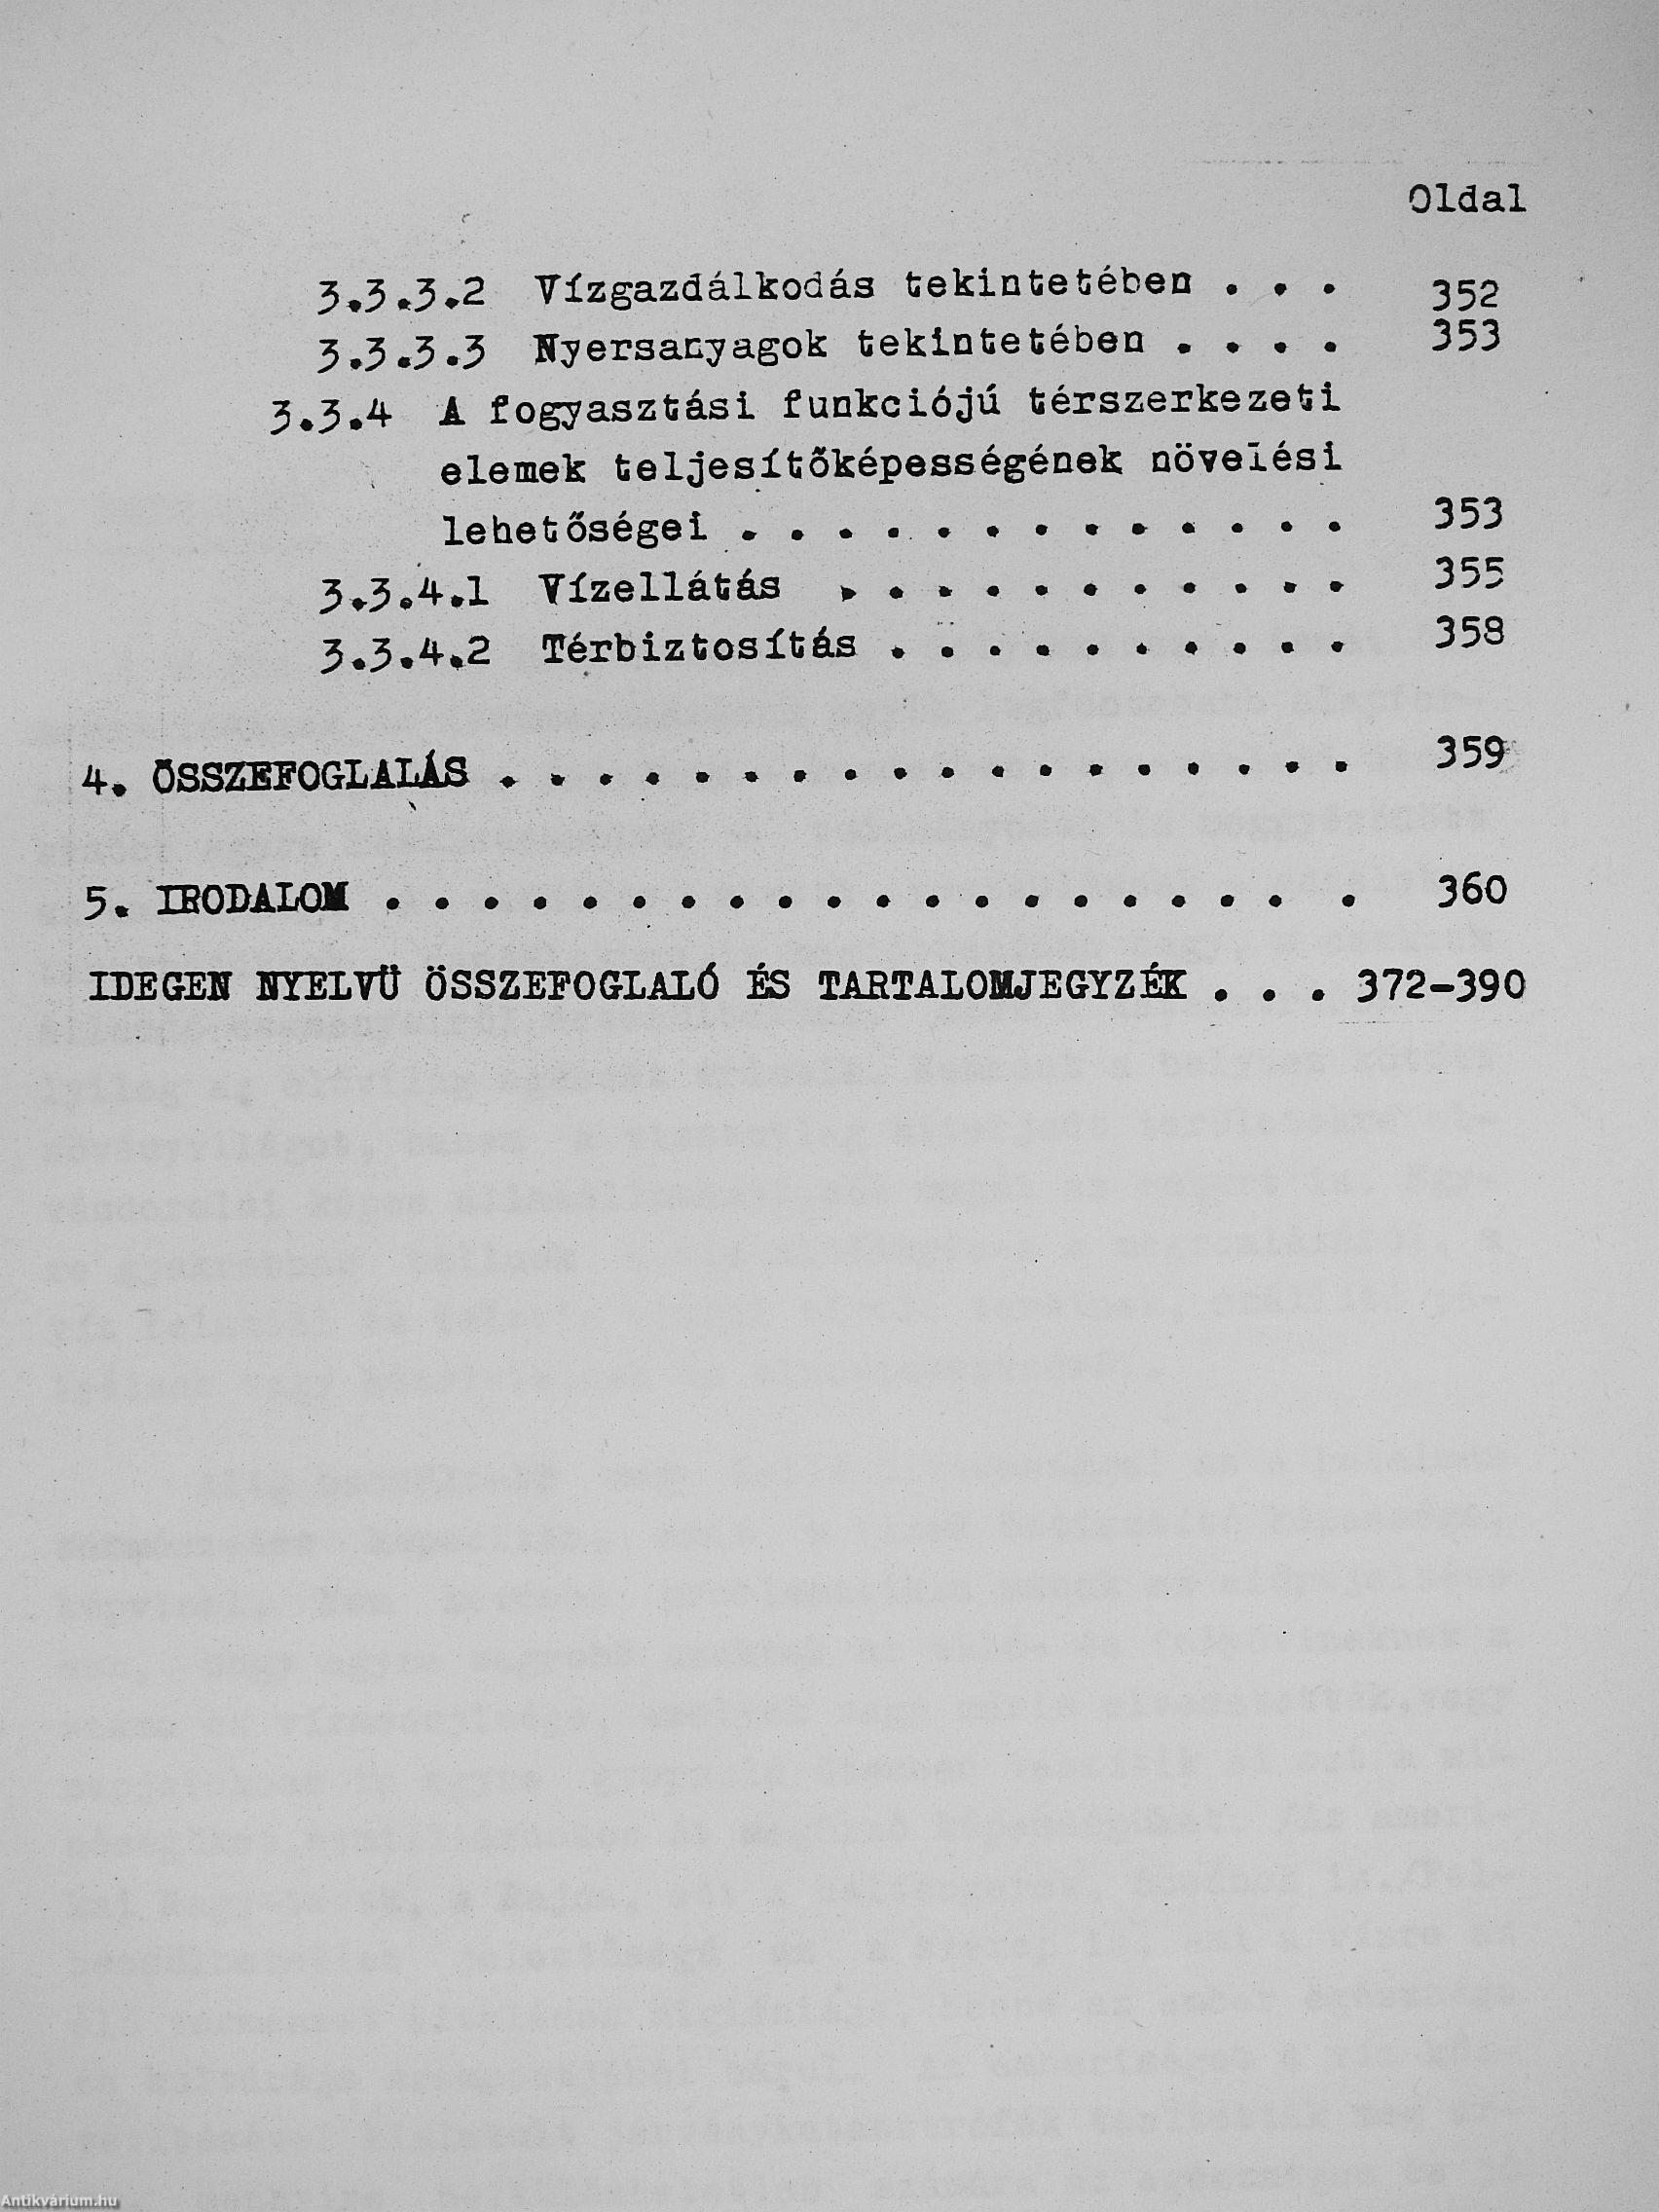 Oldal
3.3.3.2 Vízgazdálkodás tekintetében . . . 352
3.3.3.3 Nyersanyagok tekintetében . . . . 353
3.3.4 A fogyasztási funkciójú térszerkezeti
elemek teljesítőképességének növelési
lehetőségei . . . . . . . . . . . . . 353
3.3.4.1 Vízellátás . . . . . . . . . . . 355
3.3.4.2 Térbiztosítás . . . . . . . . . . 358
4. ÖSSZEFOGLALÁS . . . . . . . . . . . . . . . . . . 359
5. IRODALOM . . . . . . . . . . . . . . . . . . . . 360
IDEGEN NYELVÜ ÖSSZEFOGLALÓ ÉS TARTALOMJEGYZÉK . . . 372-390
Antikvárium.hu